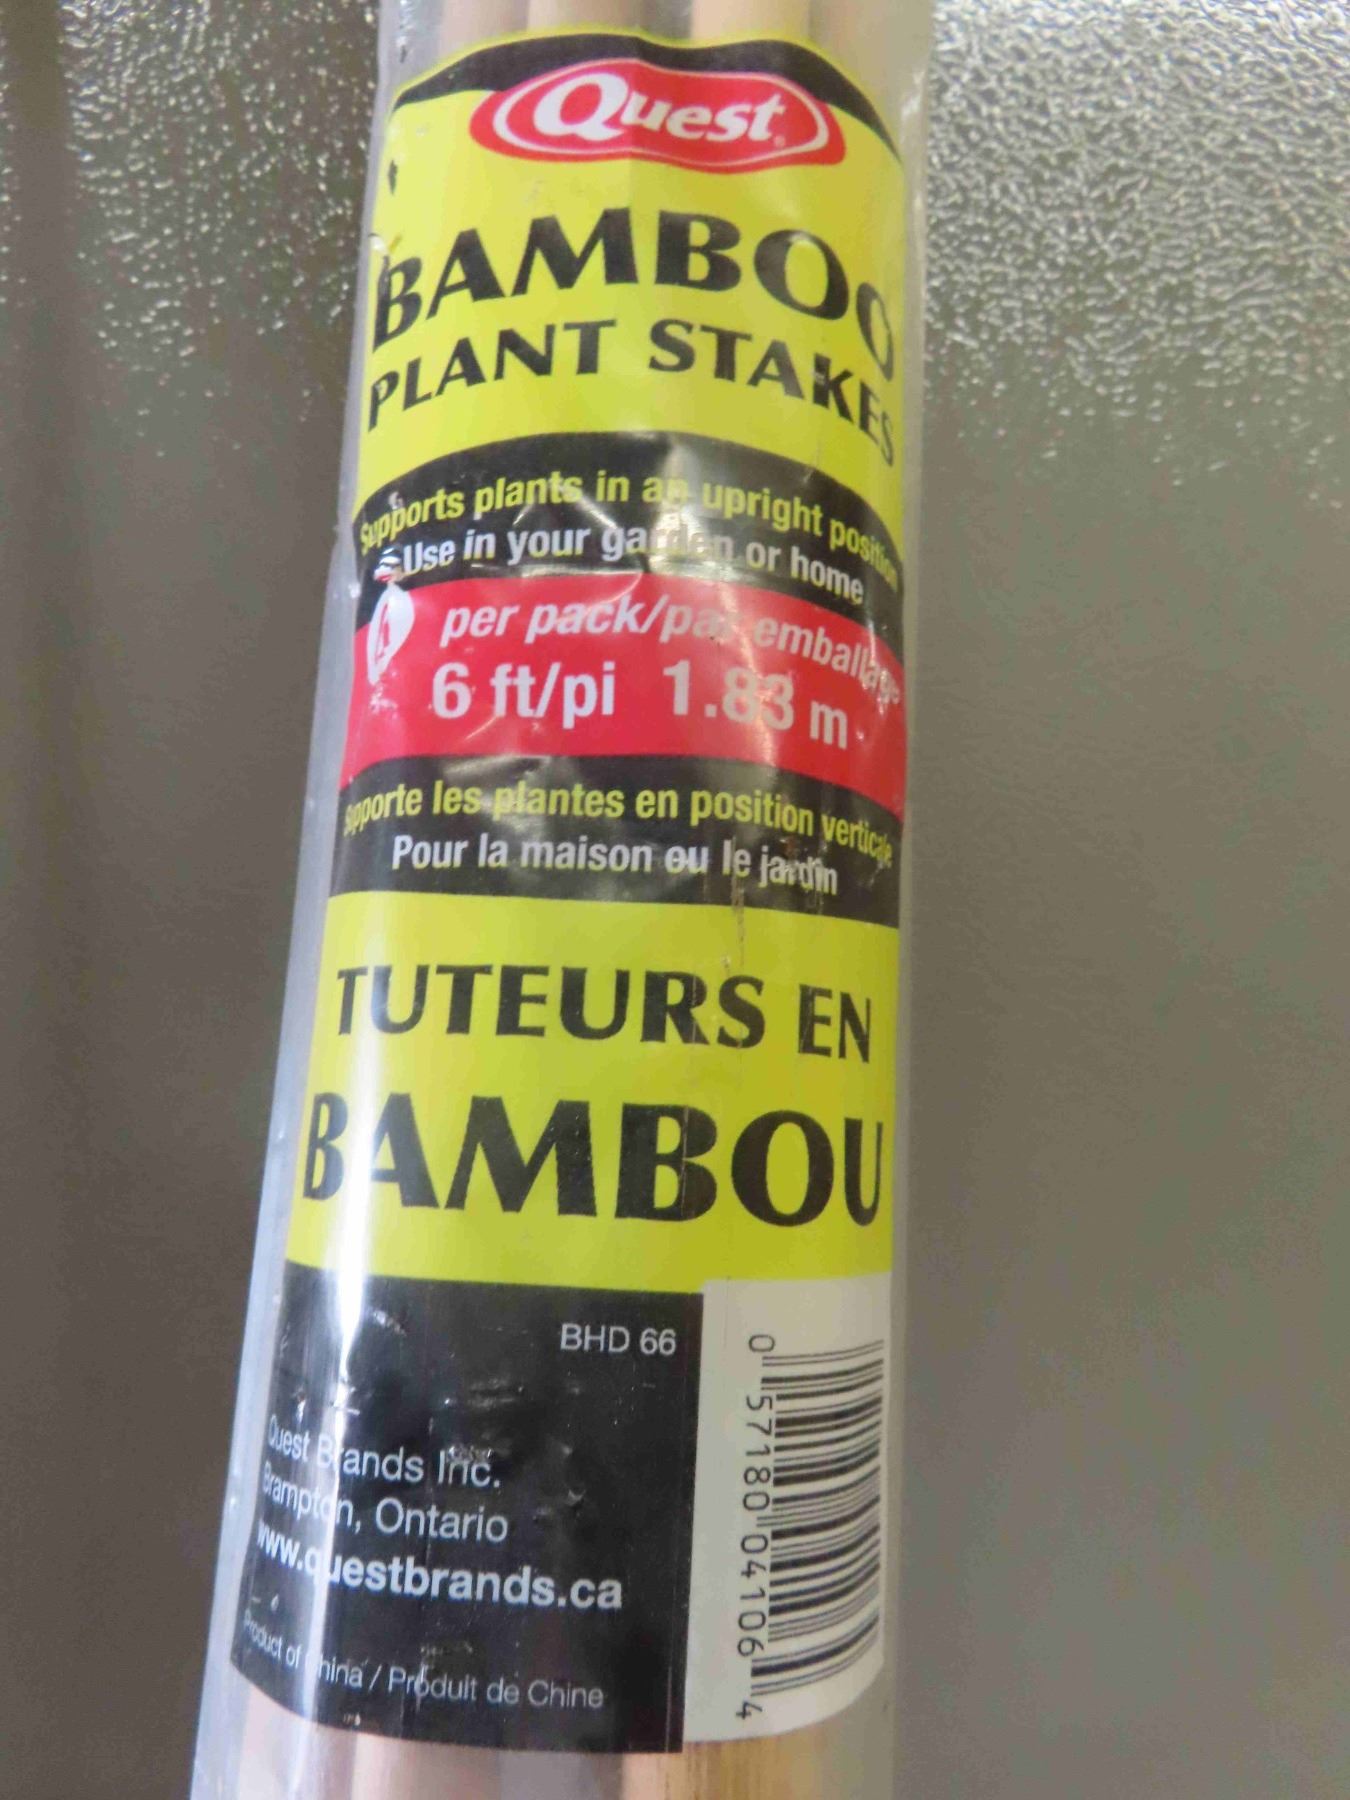 Quest
BAMBOO
PLANT STAKES
Supports plants in an upright position
Use in your garden or home
per pack/par emballage
6 ft/pi 1.83 m
Supporte les plantes en position verticale
Pour la maison ou le jardin
TUTEURS EN
BAMBOU
BHD 66
Quest Brands Inc.
Brampton, Ontario
www.questbrands.ca
Product of China / Produit de Chine
0 57180 04106 4